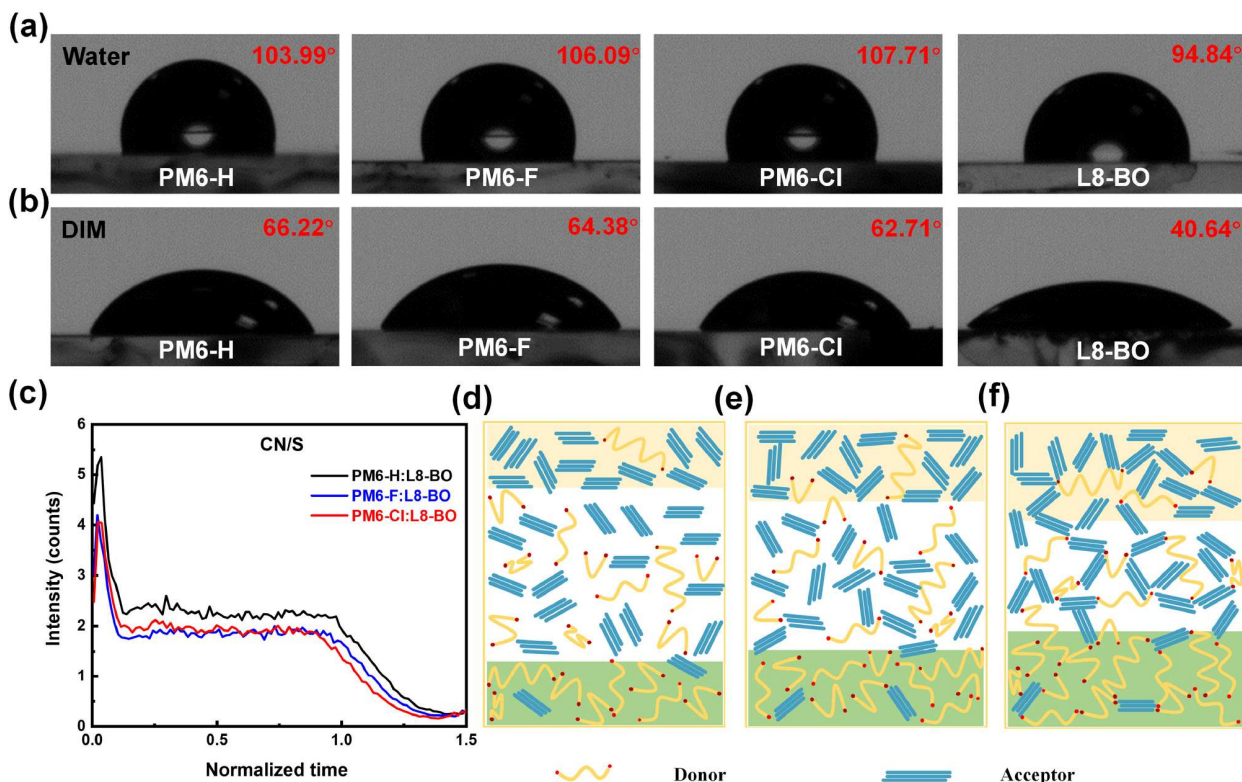 (a)
Water 103.99° 106.09° 107.71° 94.84°
PM6-H PM6-F PM6-Cl L8-BO
(b)
DIM 66.22° 64.38° 62.71° 40.64°
PM6-H PM6-F PM6-Cl L8-BO
(c) (d) (e) (f)
CN/S
PM6-H:L8-BO
PM6-F:L8-BO
PM6-Cl:L8-BO
Intensity (counts)
6
5
4
3
2
1
0
0.0 0.5 1.0 1.5
Normalized time
Donor Acceptor